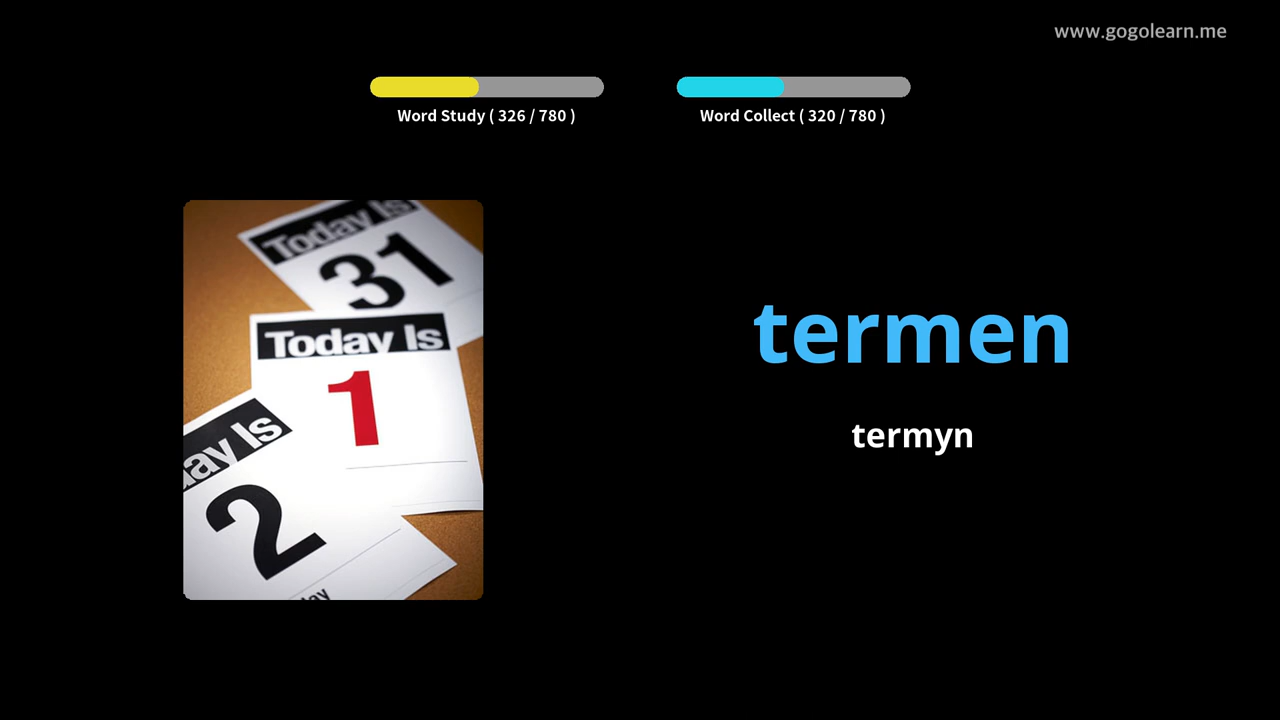 www.gogolearn.me
Word Study ( 326 / 780 )
Word Collect ( 320 / 780 )
Today Is
31
Today Is
1
ay Is
2
termen
termyn